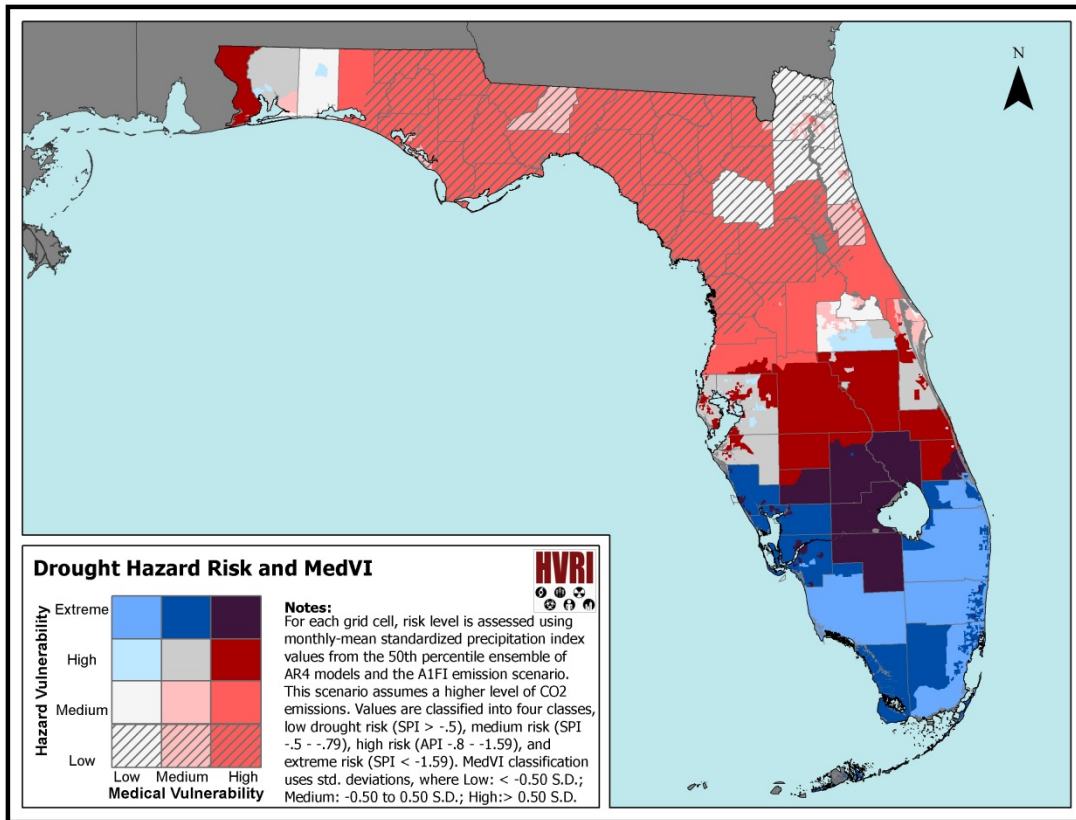 N
Drought Hazard Risk and MedVI
HVRI
Hazard Vulnerability
Extreme
High
Medium
Low
Low
Medium
High
Medical Vulnerability
Notes:
For each grid cell, risk level is assessed using
monthly-mean standardized precipitation index
values from the 50th percentile ensemble of
AR4 models and the A1FI emission scenario.
This scenario assumes a higher level of CO2
emissions. Values are classified into four classes,
low drought risk (SPI > -.5), medium risk (SPI
-.5 - -.79), high risk (API -.8 - -1.59), and
extreme risk (SPI < -1.59). MedVI classification
uses std. deviations, where Low: < -0.50 S.D.;
Medium: -0.50 to 0.50 S.D.; High:> 0.50 S.D.